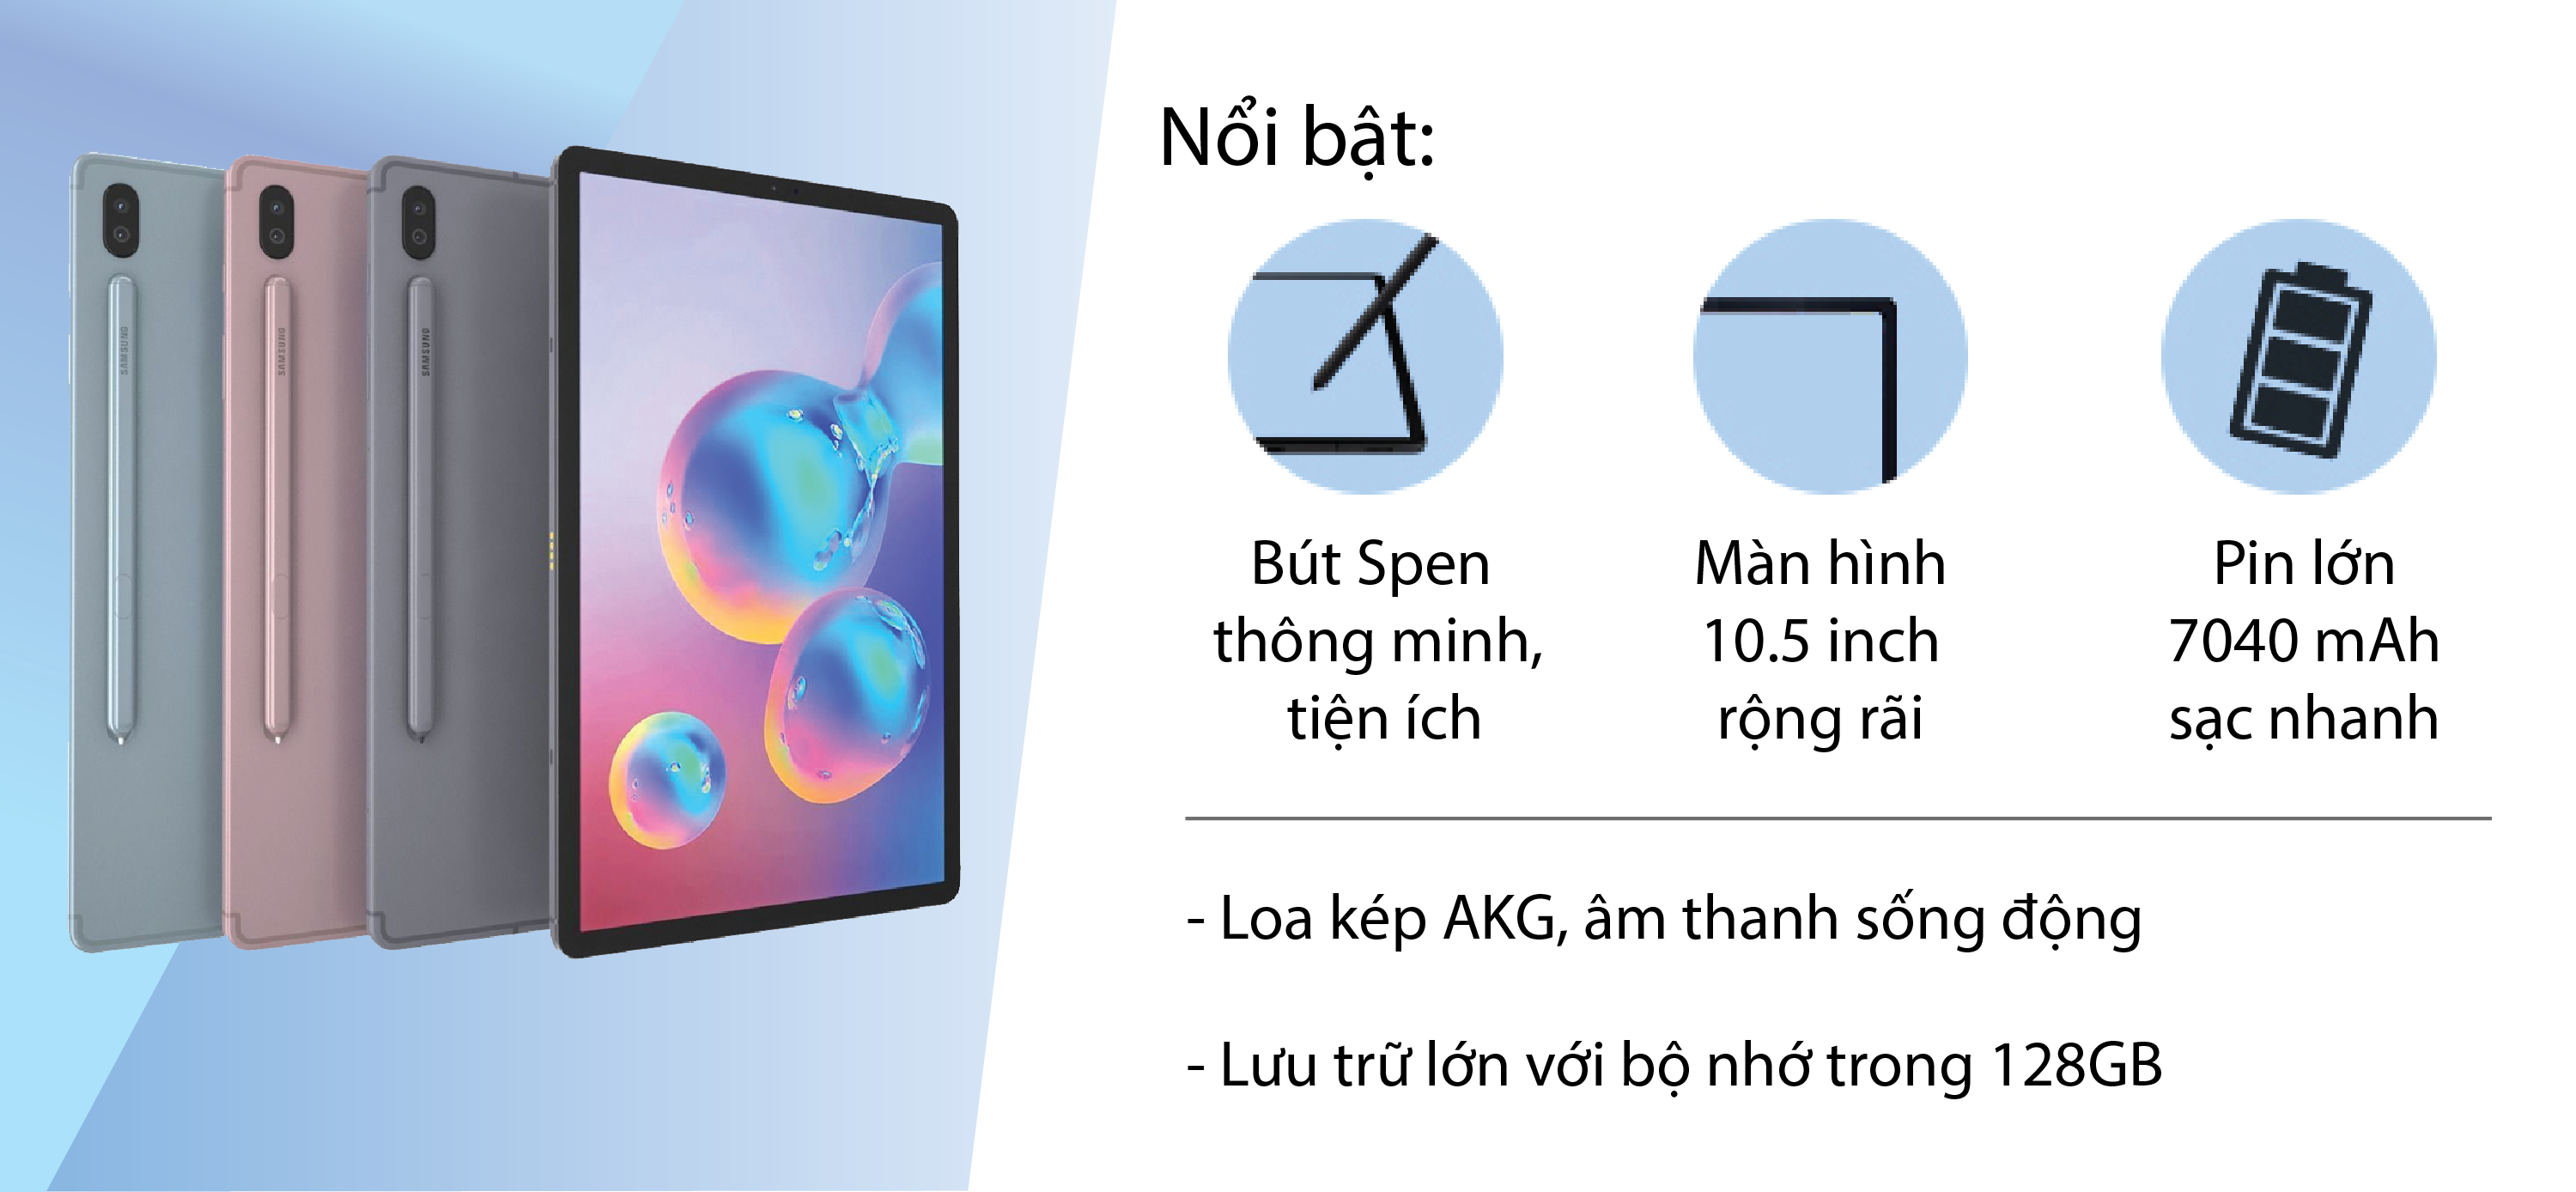 SAMSUNG
SAMSUNG
SAMSUNG
Nổi bật:
Bút Spen
thông minh,
tiện ích
Màn hình
10.5 inch
rộng rãi
Pin lớn
7040 mAh
sạc nhanh
- Loa kép AKG, âm thanh sống động
- Lưu trữ lớn với bộ nhớ trong 128GB